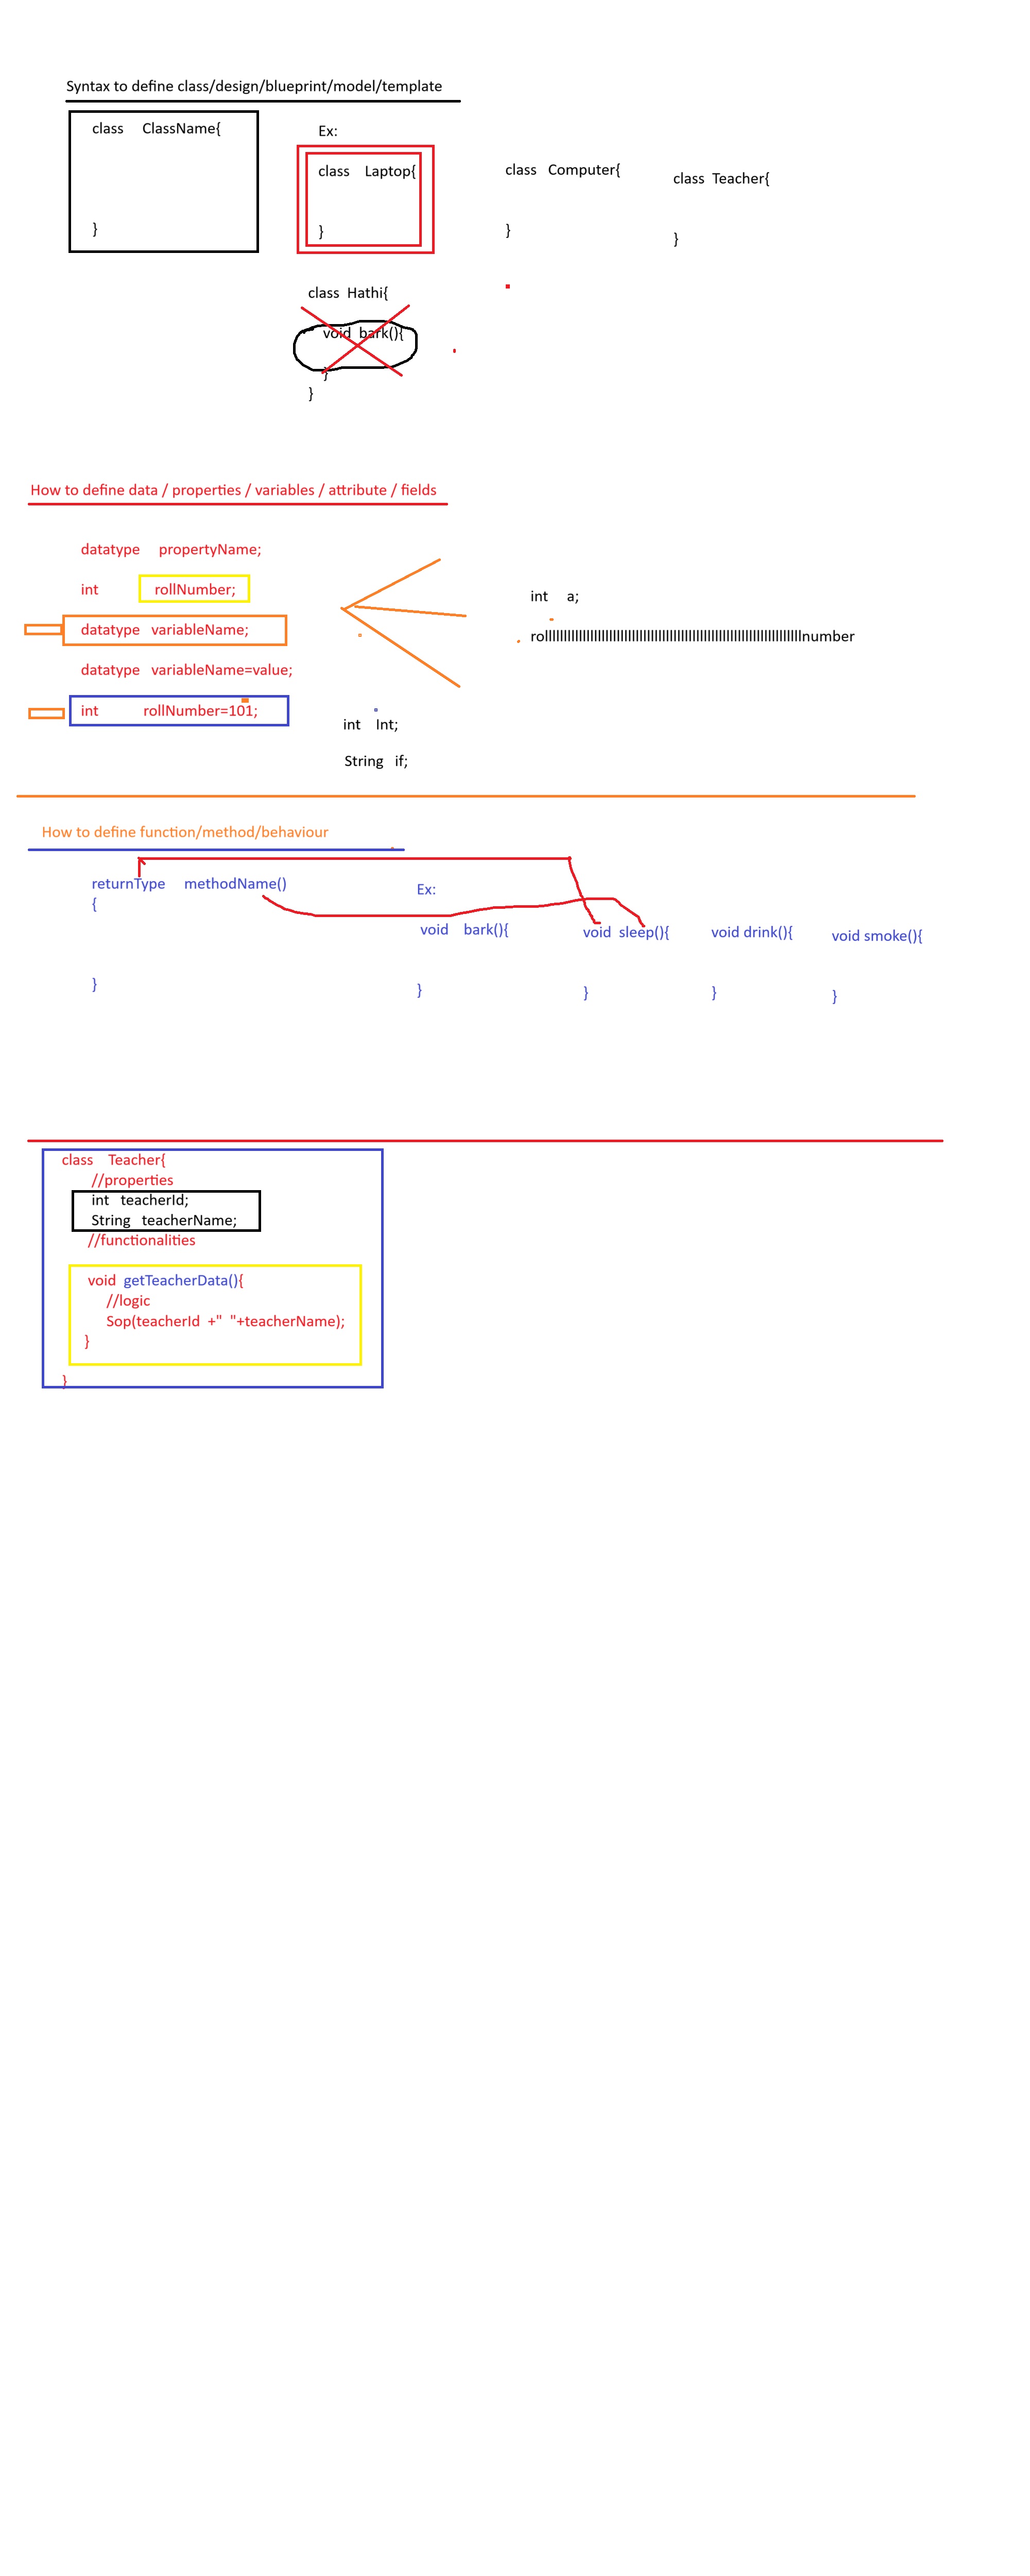 Syntax to define class/design/blueprint/model/template
class ClassName{
}
Ex:
class Laptop{
}
class Computer{
}
class Teacher{
}
class Hathi{
void bark(){
}
}
How to define data / properties / variables / attribute / fields
datatype propertyName;
int rollNumber;
datatype variableName;
datatype variableName=value;
int rollNumber=101;
int a;
int Int;
String if;
How to define function/method/behaviour
returnType methodName()
{
}
Ex:
void bark(){
}
void sleep(){
}
void drink(){
}
void smoke(){
}
class Teacher{
//properties
int teacherId;
String teacherName;
//functionalities
void getTeacherData(){
//logic
Sop(teacherId +" "+teacherName);
}
}